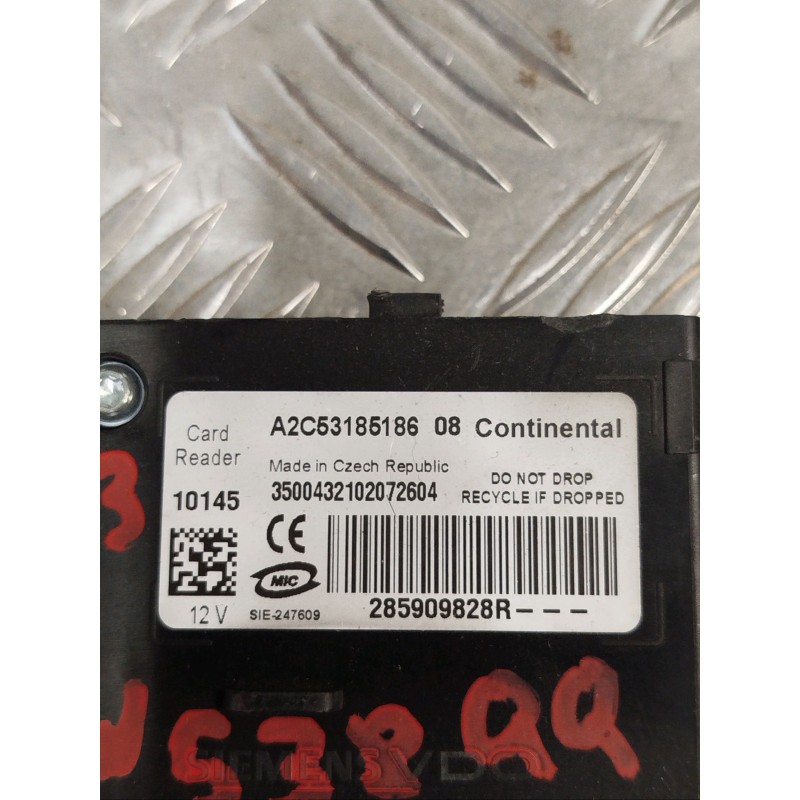 A2C53185186 08 Continental
Card
Reader
Made in Czech Republic
DO NOT DROP
RECYCLE IF DROPPED
10145
3500432102072604
CE
MIC
12 V
SIE-247609
285909828R---
3
SIEMENS VDO